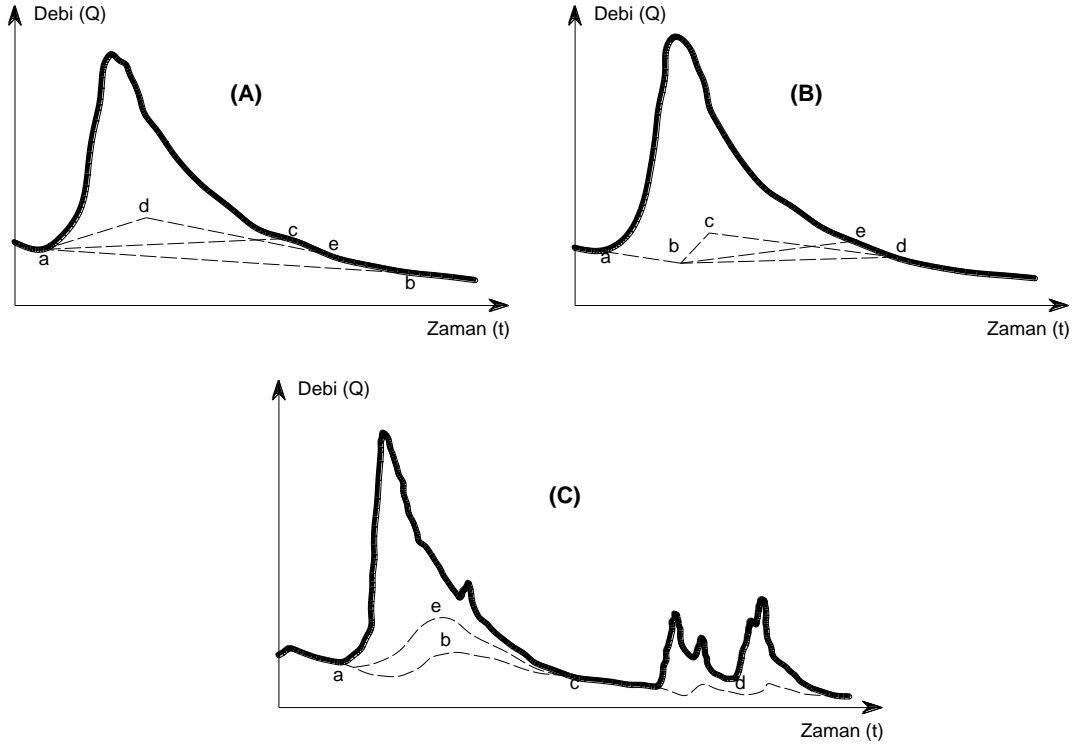 Debi (Q)
(A)
d
c
e
a
b
Zaman (t)
Debi (Q)
(B)
c
e
b
d
a
Zaman (t)
Debi (Q)
(C)
e
b
a
c
d
Zaman (t)